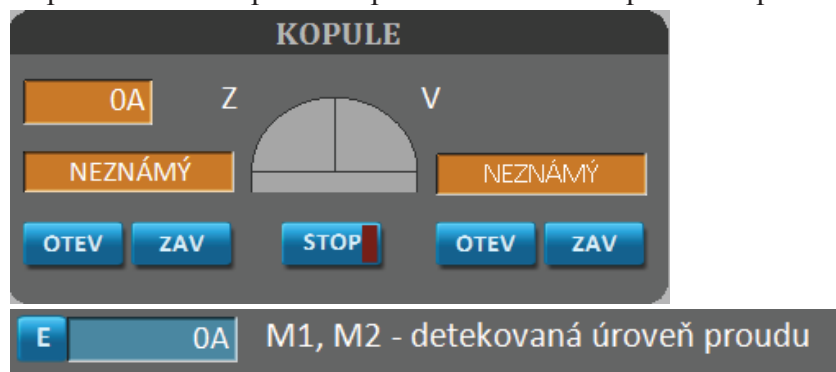 KOPULE
0A Z V
NEZNÁMÝ NEZNÁMÝ
OTEV ZAV STOP OTEV ZAV
E 0A M1, M2 - detekovaná úroveň proudu